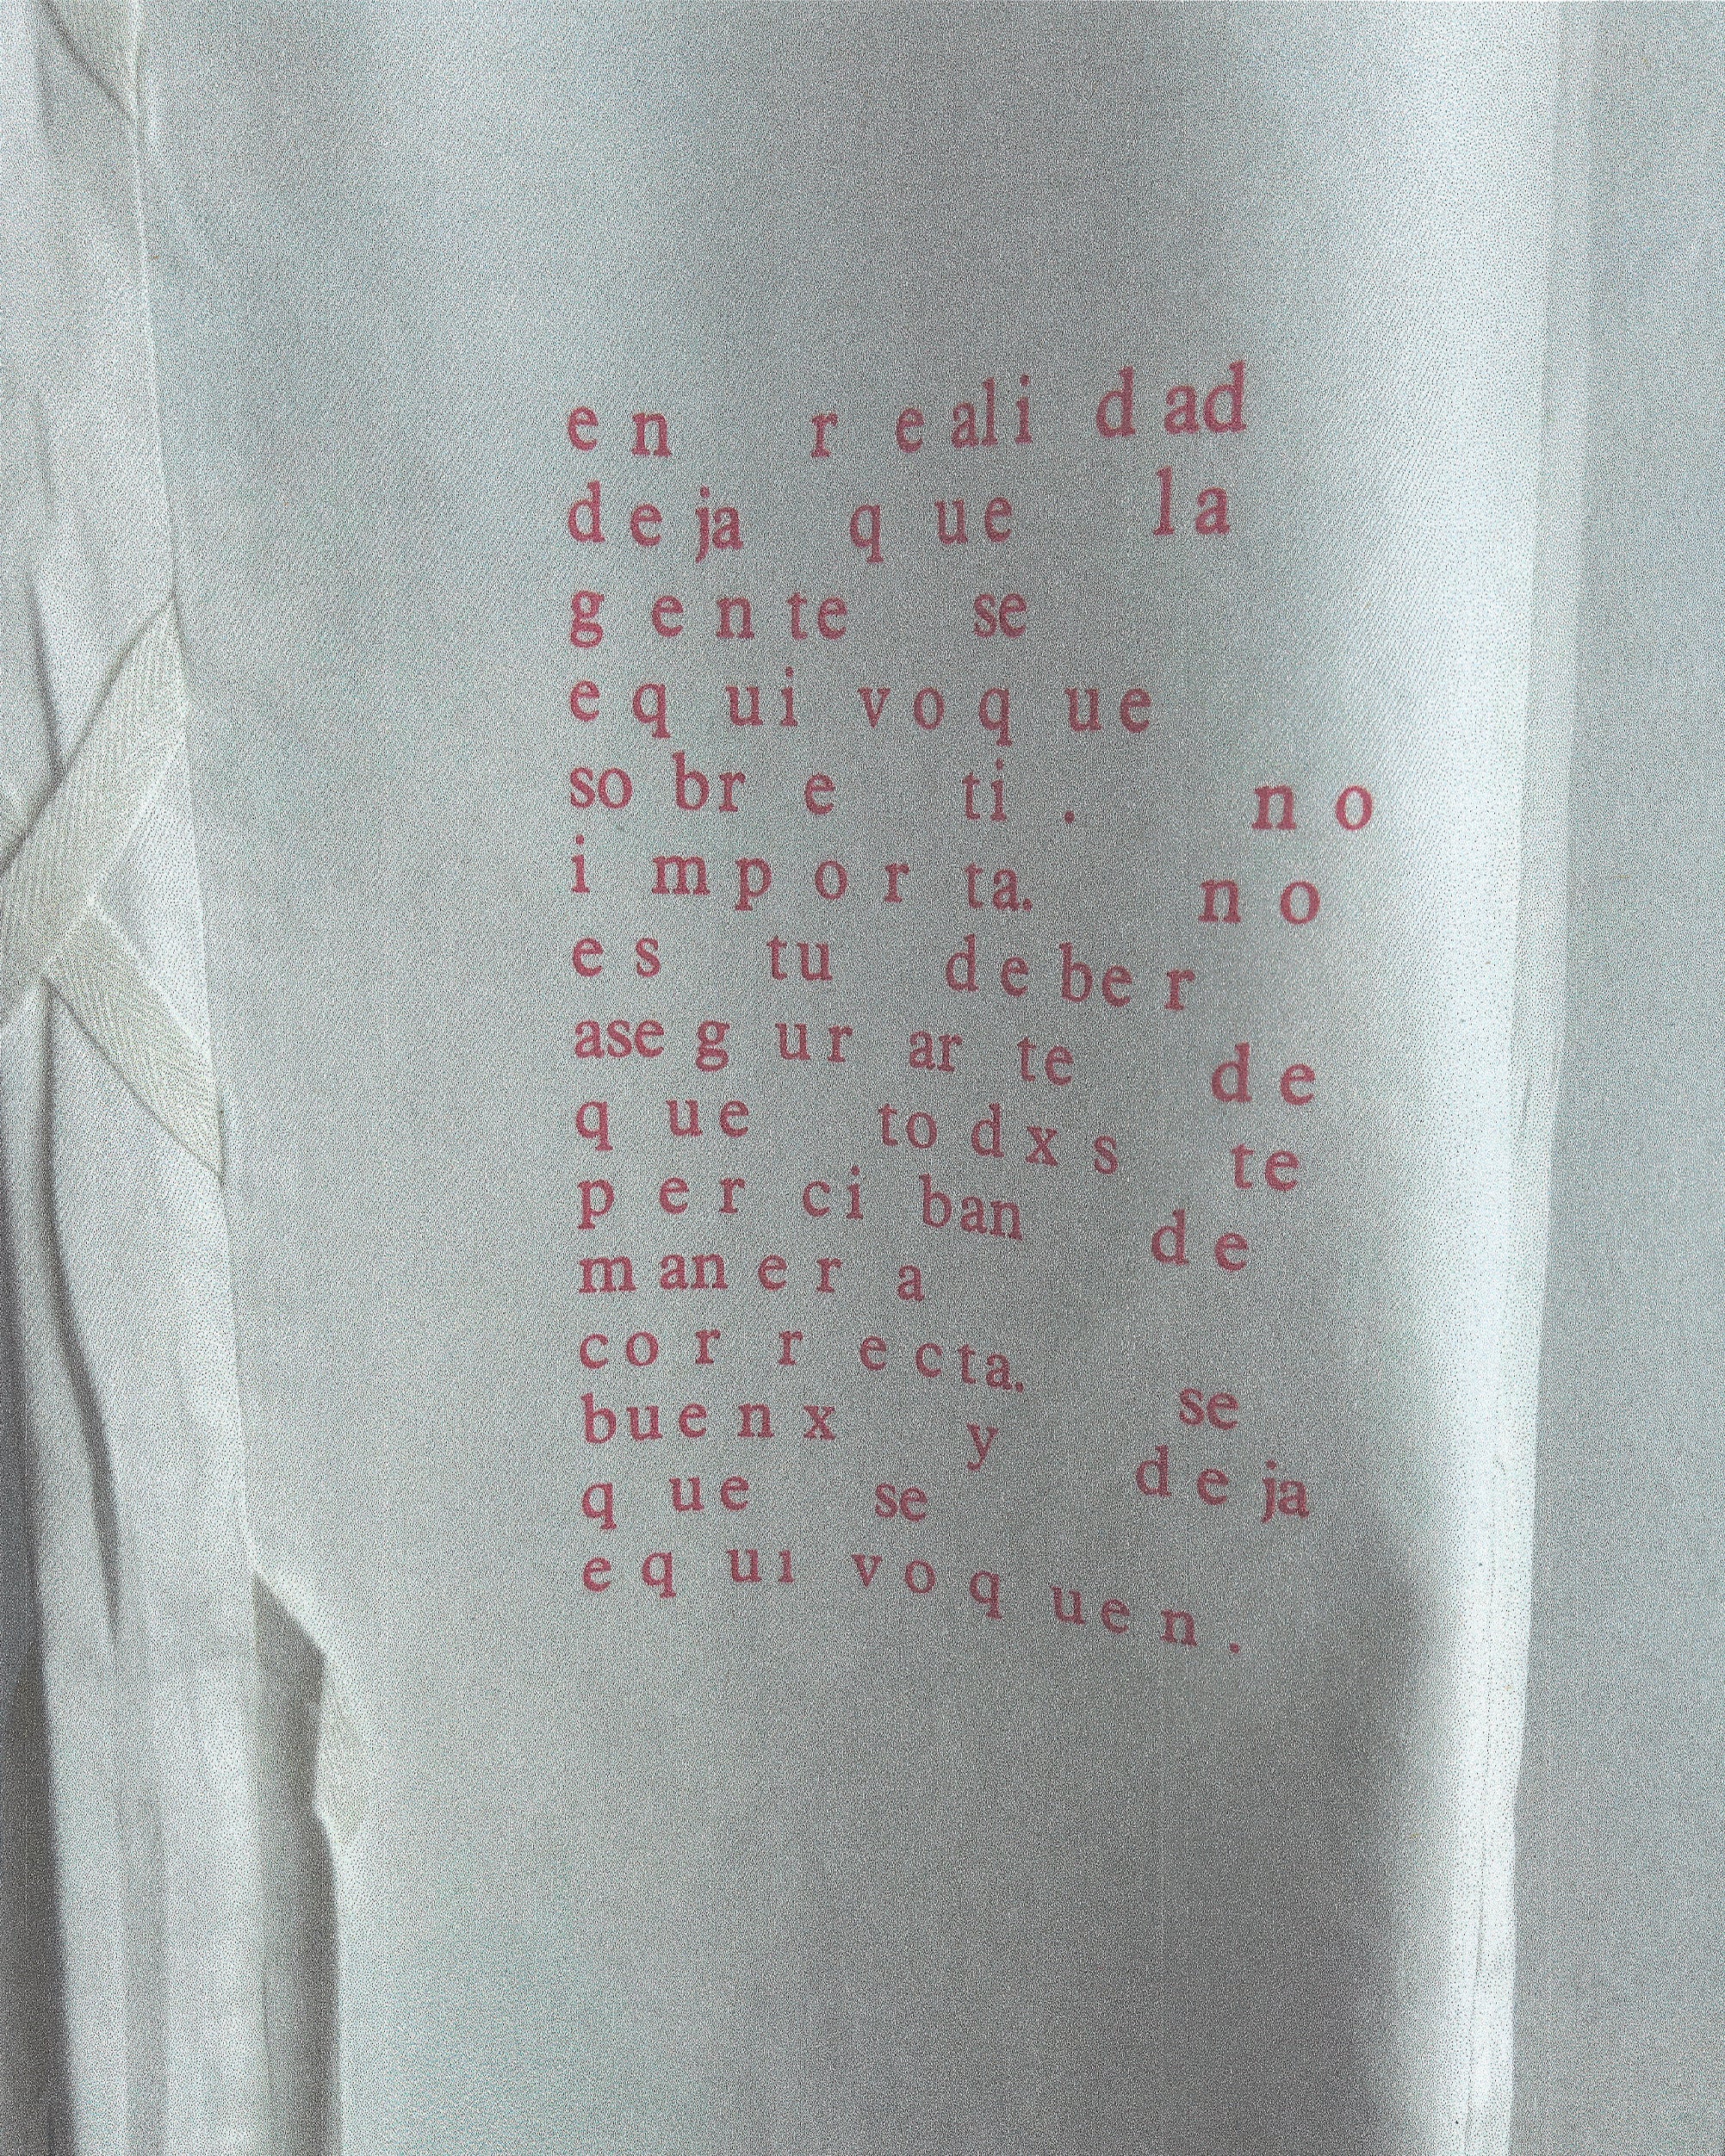 en realidad
deja que la
gente se
equivoque
sobre ti. no
importa. no
es tu deber
asegurarte de
que todxs te
perciban de
manera
correcta. se
buenx y deja
que se
equivoquen.